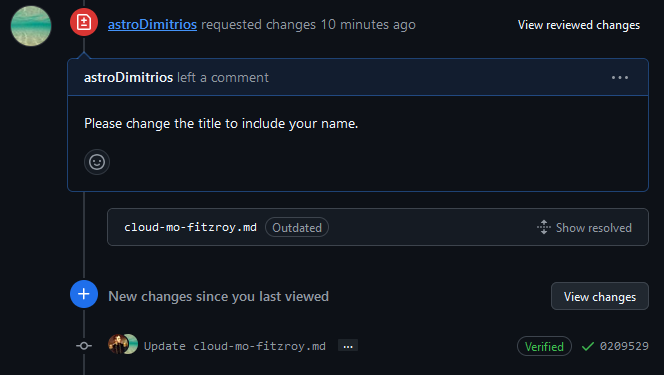 astroDimitrios requested changes 10 minutes ago View reviewed changes
astroDimitrios left a comment ...
Please change the title to include your name.
cloud-mo-fitzroy.md Outdated Show resolved
New changes since you last viewed View changes
Update cloud-mo-fitzroy.md ... Verified 0209529